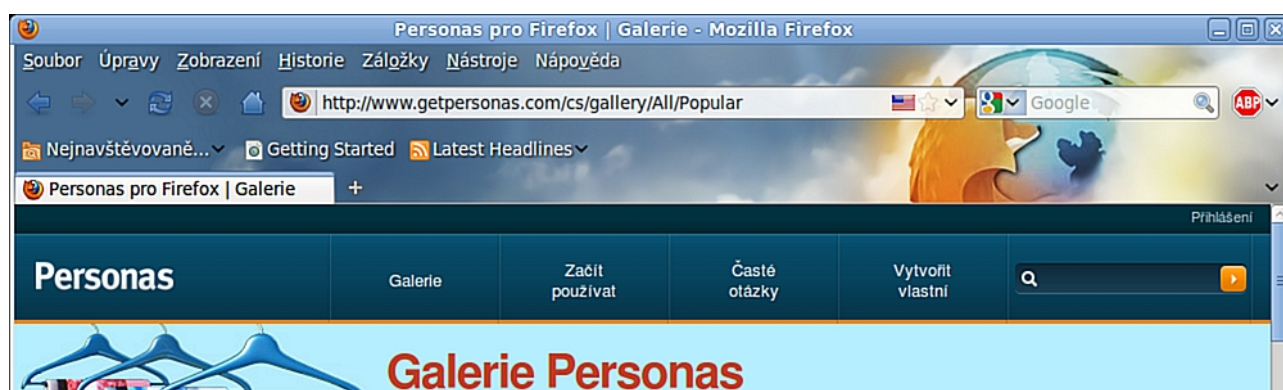 Personas pro Firefox | Galerie - Mozilla Firefox
Soubor Úpravy Zobrazení Historie Záložky Nástroje Nápověda
http://www.getpersonas.com/cs/gallery/All/Popular Google ABP
Nejnavštěvovaně... Getting Started Latest Headlines
Personas pro Firefox | Galerie +
Přihlášení
Personas
Galerie
Začít
používat
Časté
otázky
Vytvořit
vlastní
Galerie Personas